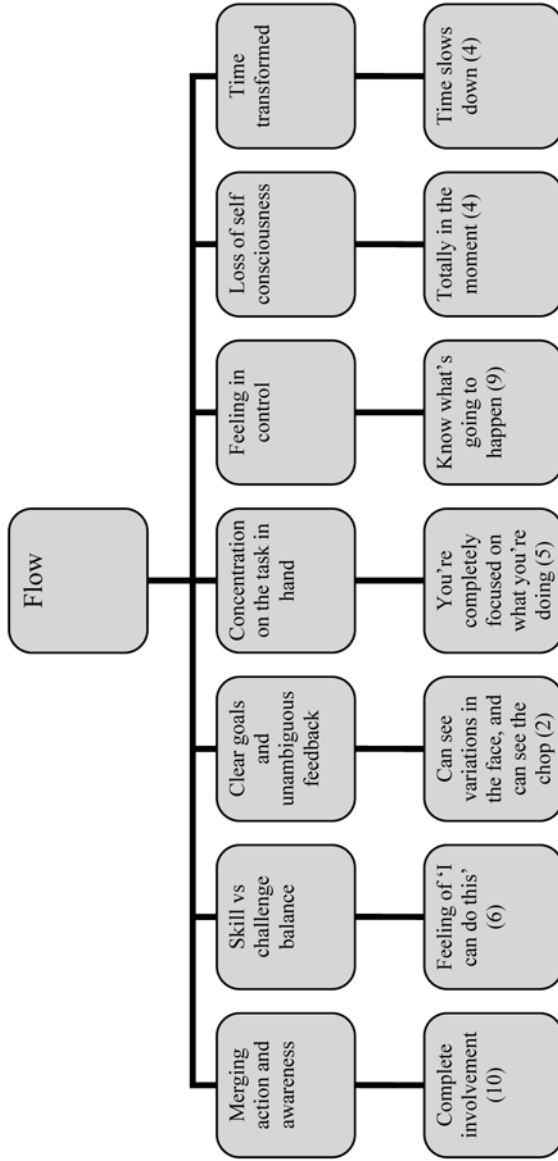 Flow
Merging
action and
awareness
Skill vs
challenge
balance
Clear goals
and
unambiguous
feedback
Concentration
on the task in
hand
Feeling in
control
Loss of self
consciousness
Time
transformed
Complete
involvement
(10)
Feeling of ‘I
can do this’
(6)
Can see
variations in
the face, and
can see the
chop (2)
You’re
completely
focused on
what you’re
doing (5)
Know what’s
going to
happen (9)
Totally in the
moment (4)
Time slows
down (4)